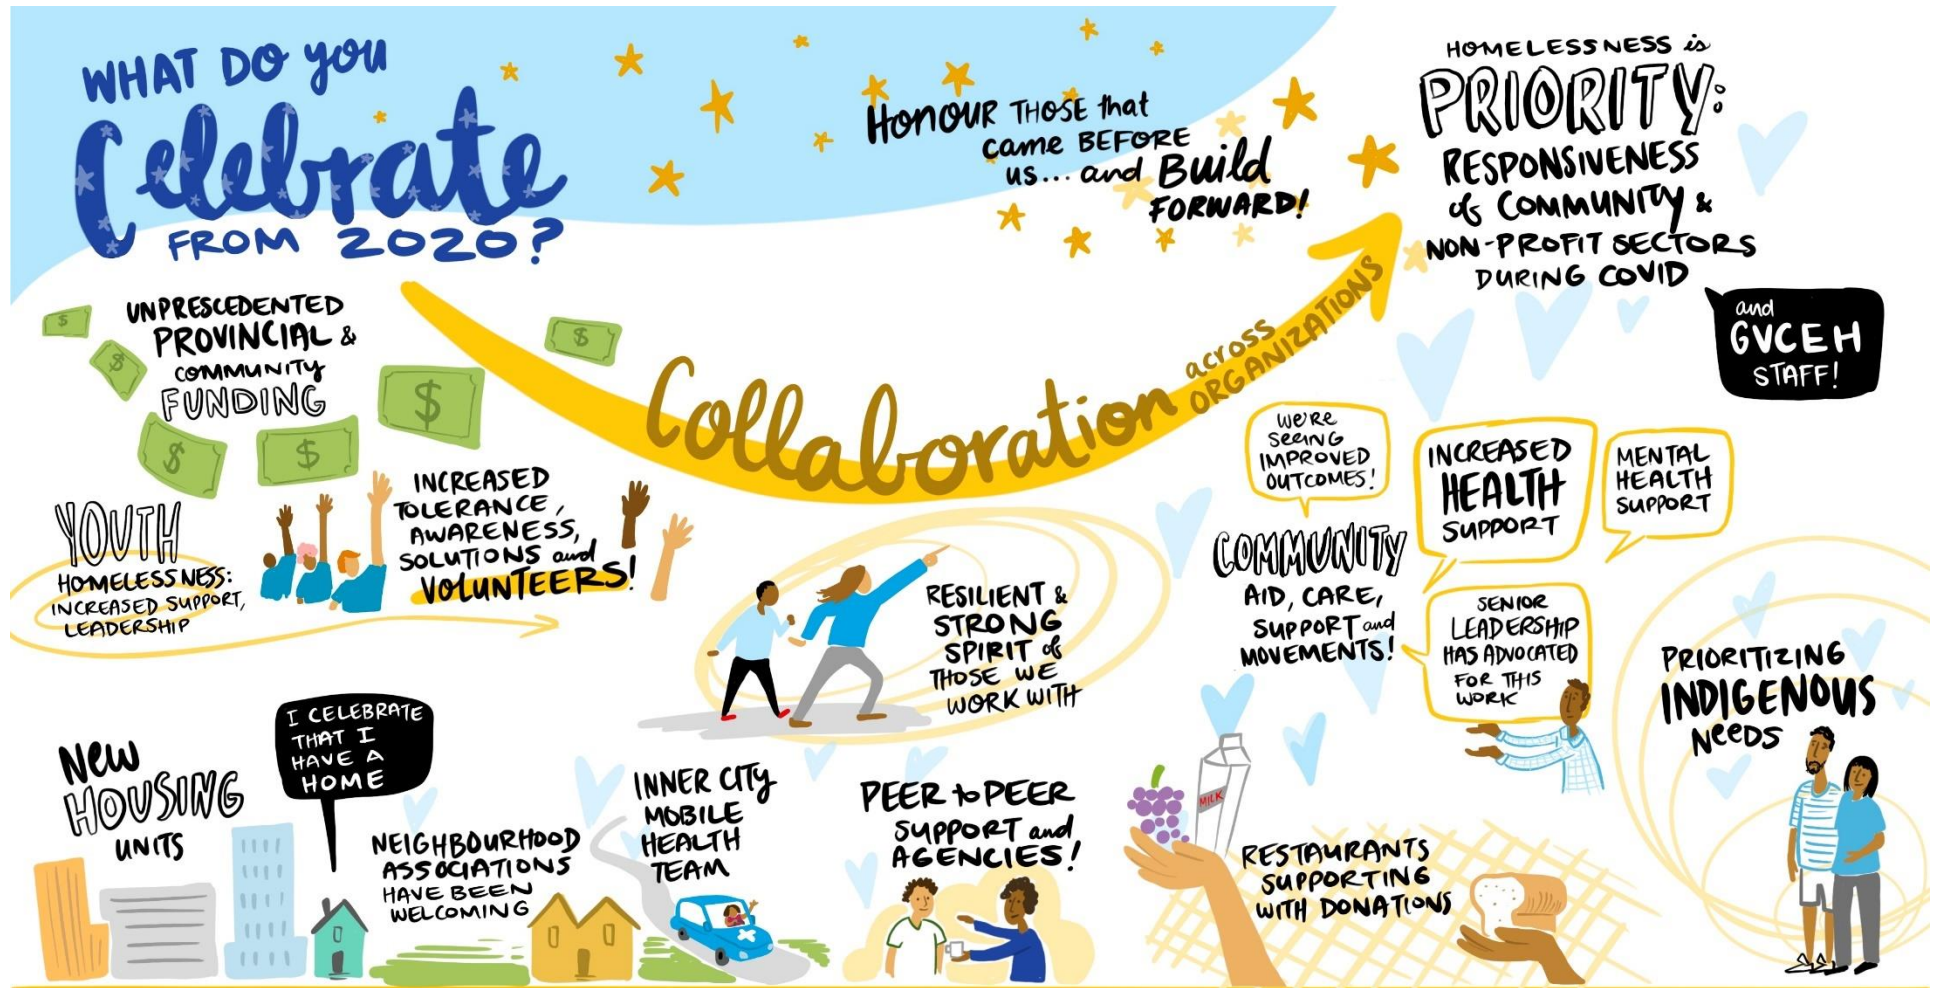 WHAT DO you
Celebrate
FROM 2020?
HONOUR THOSE that
came BEFORE
us... and Build
FORWARD!
HOMELESSNESS is
PRIORITY:
RESPONSIVENESS
of COMMUNITY &
NON-PROFIT SECTORS
DURING COVID
and
GVCEH
STAFF!
UNPRESCEDENTED
PROVINCIAL &
COMMUNITY
FUNDING
$
$
$
$
$
$
Collaboration
across
ORGANIZATIONS
YOUTH
HOMELESSNESS:
INCREASED SUPPORT,
LEADERSHIP
INCREASED
TOLERANCE,
AWARENESS,
SOLUTIONS and
VOLUNTEERS!
RESILIENT &
STRONG
SPIRIT of
THOSE WE
WORK WITH
WE'RE
SEEING
IMPROVED
OUTCOMES!
COMMUNITY
AID, CARE,
SUPPORT and
MOVEMENTS!
INCREASED
HEALTH
SUPPORT
MENTAL
HEALTH
SUPPORT
SENIOR
LEADERSHIP
HAS ADVOCATED
FOR THIS
WORK
PRIORITIZING
INDIGENOUS
NEEDS
NEW
HOUSING
UNITS
I CELEBRATE
THAT I
HAVE A
HOME
NEIGHBOURHOOD
ASSOCIATIONS
HAVE BEEN
WELCOMING
INNER CITY
MOBILE
HEALTH
TEAM
PEER to PEER
SUPPORT and
AGENCIES!
MILK
RESTAURANTS
SUPPORTING
WITH DONATIONS